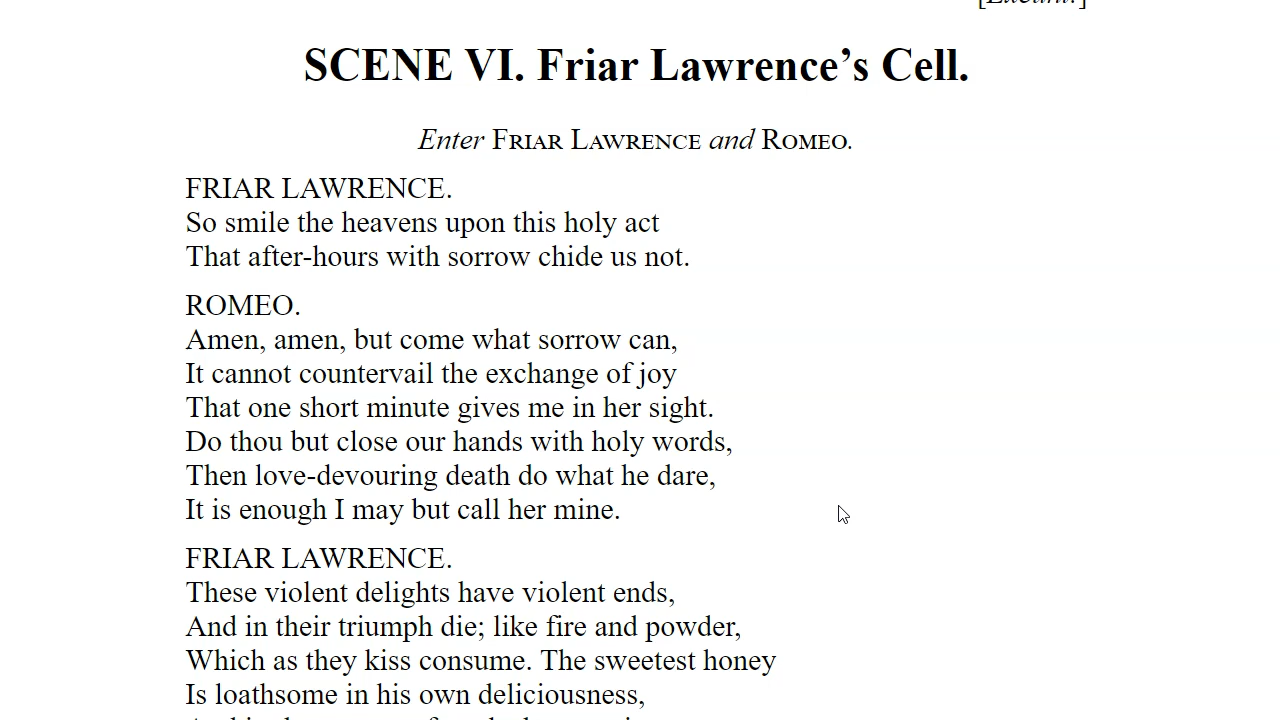 SCENE VI. Friar Lawrence’s Cell.
Enter FRIAR LAWRENCE and ROMEO.
FRIAR LAWRENCE.
So smile the heavens upon this holy act
That after-hours with sorrow chide us not.
ROMEO.
Amen, amen, but come what sorrow can,
It cannot countervail the exchange of joy
That one short minute gives me in her sight.
Do thou but close our hands with holy words,
Then love-devouring death do what he dare,
It is enough I may but call her mine.
FRIAR LAWRENCE.
These violent delights have violent ends,
And in their triumph die; like fire and powder,
Which as they kiss consume. The sweetest honey
Is loathsome in his own deliciousness,